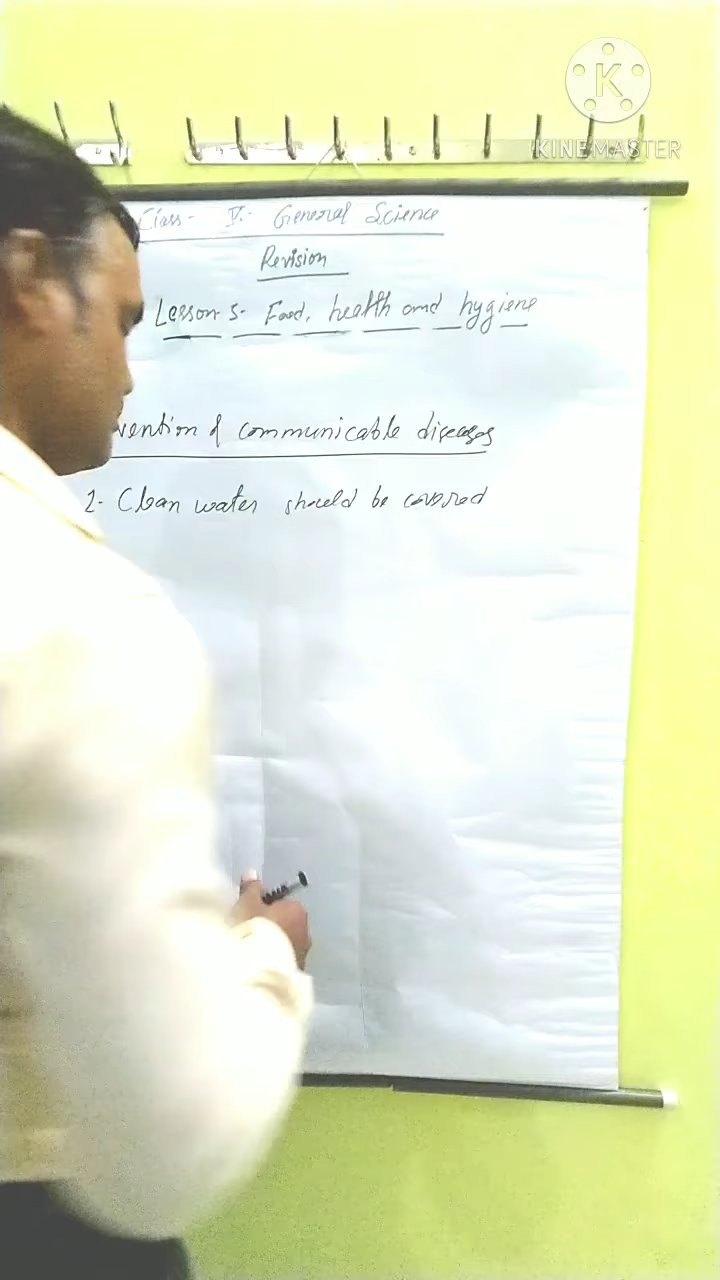 KINEMASTER
Class- V:- General Science
Revision
Lesson-5- Food, health and hygiene
vention of communicable diseases
2- Clean water should be covered